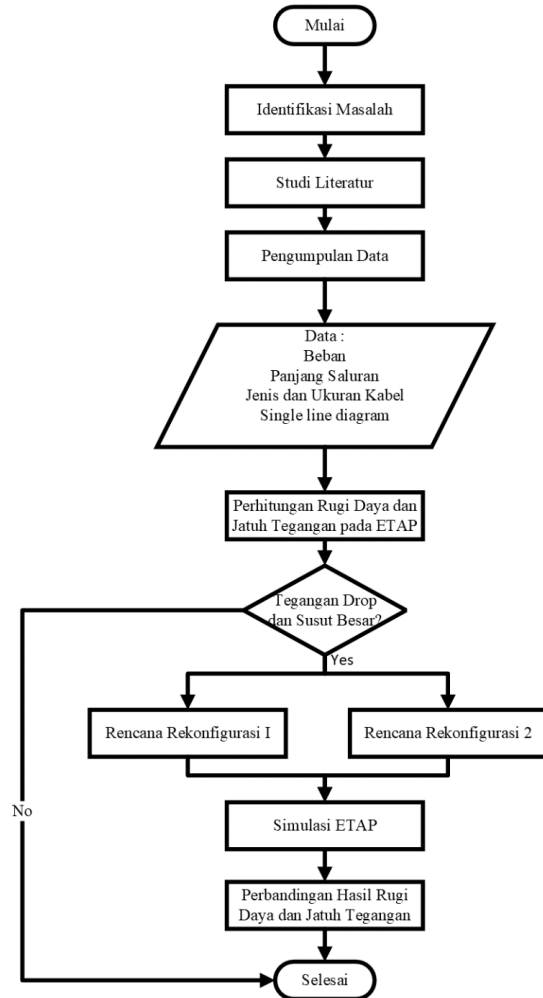 Mulai
Identifikasi Masalah
Studi Literatur
Pengumpulan Data
Data :
Beban
Panjang Saluran
Jenis dan Ukuran Kabel
Single line diagram
Perhitungan Rugi Daya dan
Jatuh Tegangan pada ETAP
Tegangan Drop
dan Susut Besar?
Yes
Rencana Rekonfigurasi I
Rencana Rekonfigurasi 2
No
Simulasi ETAP
Perbandingan Hasil Rugi
Daya dan Jatuh Tegangan
Selesai